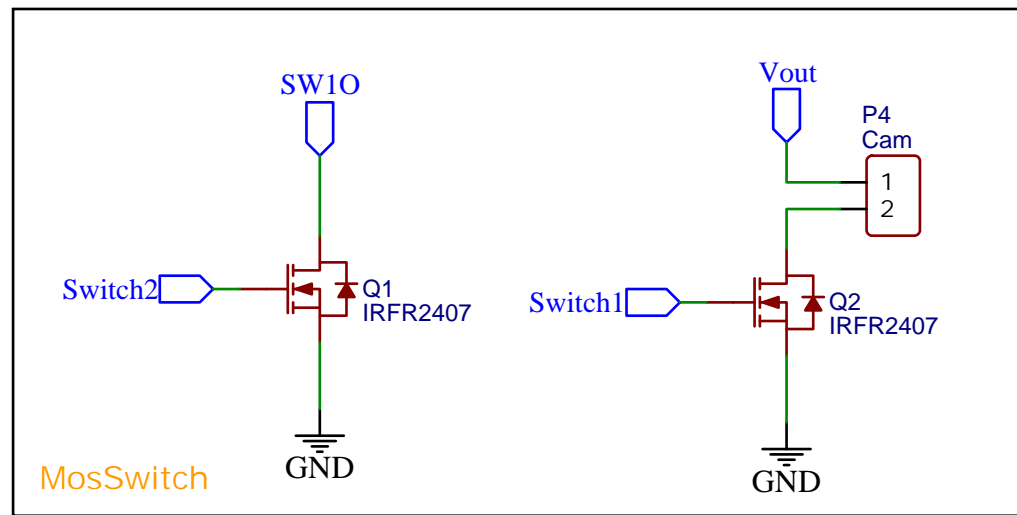 SW1O
Switch2
Q1
IRFR2407
GND
MosSwitch
Vout
P4
Cam
1
2
Switch1
Q2
IRFR2407
GND